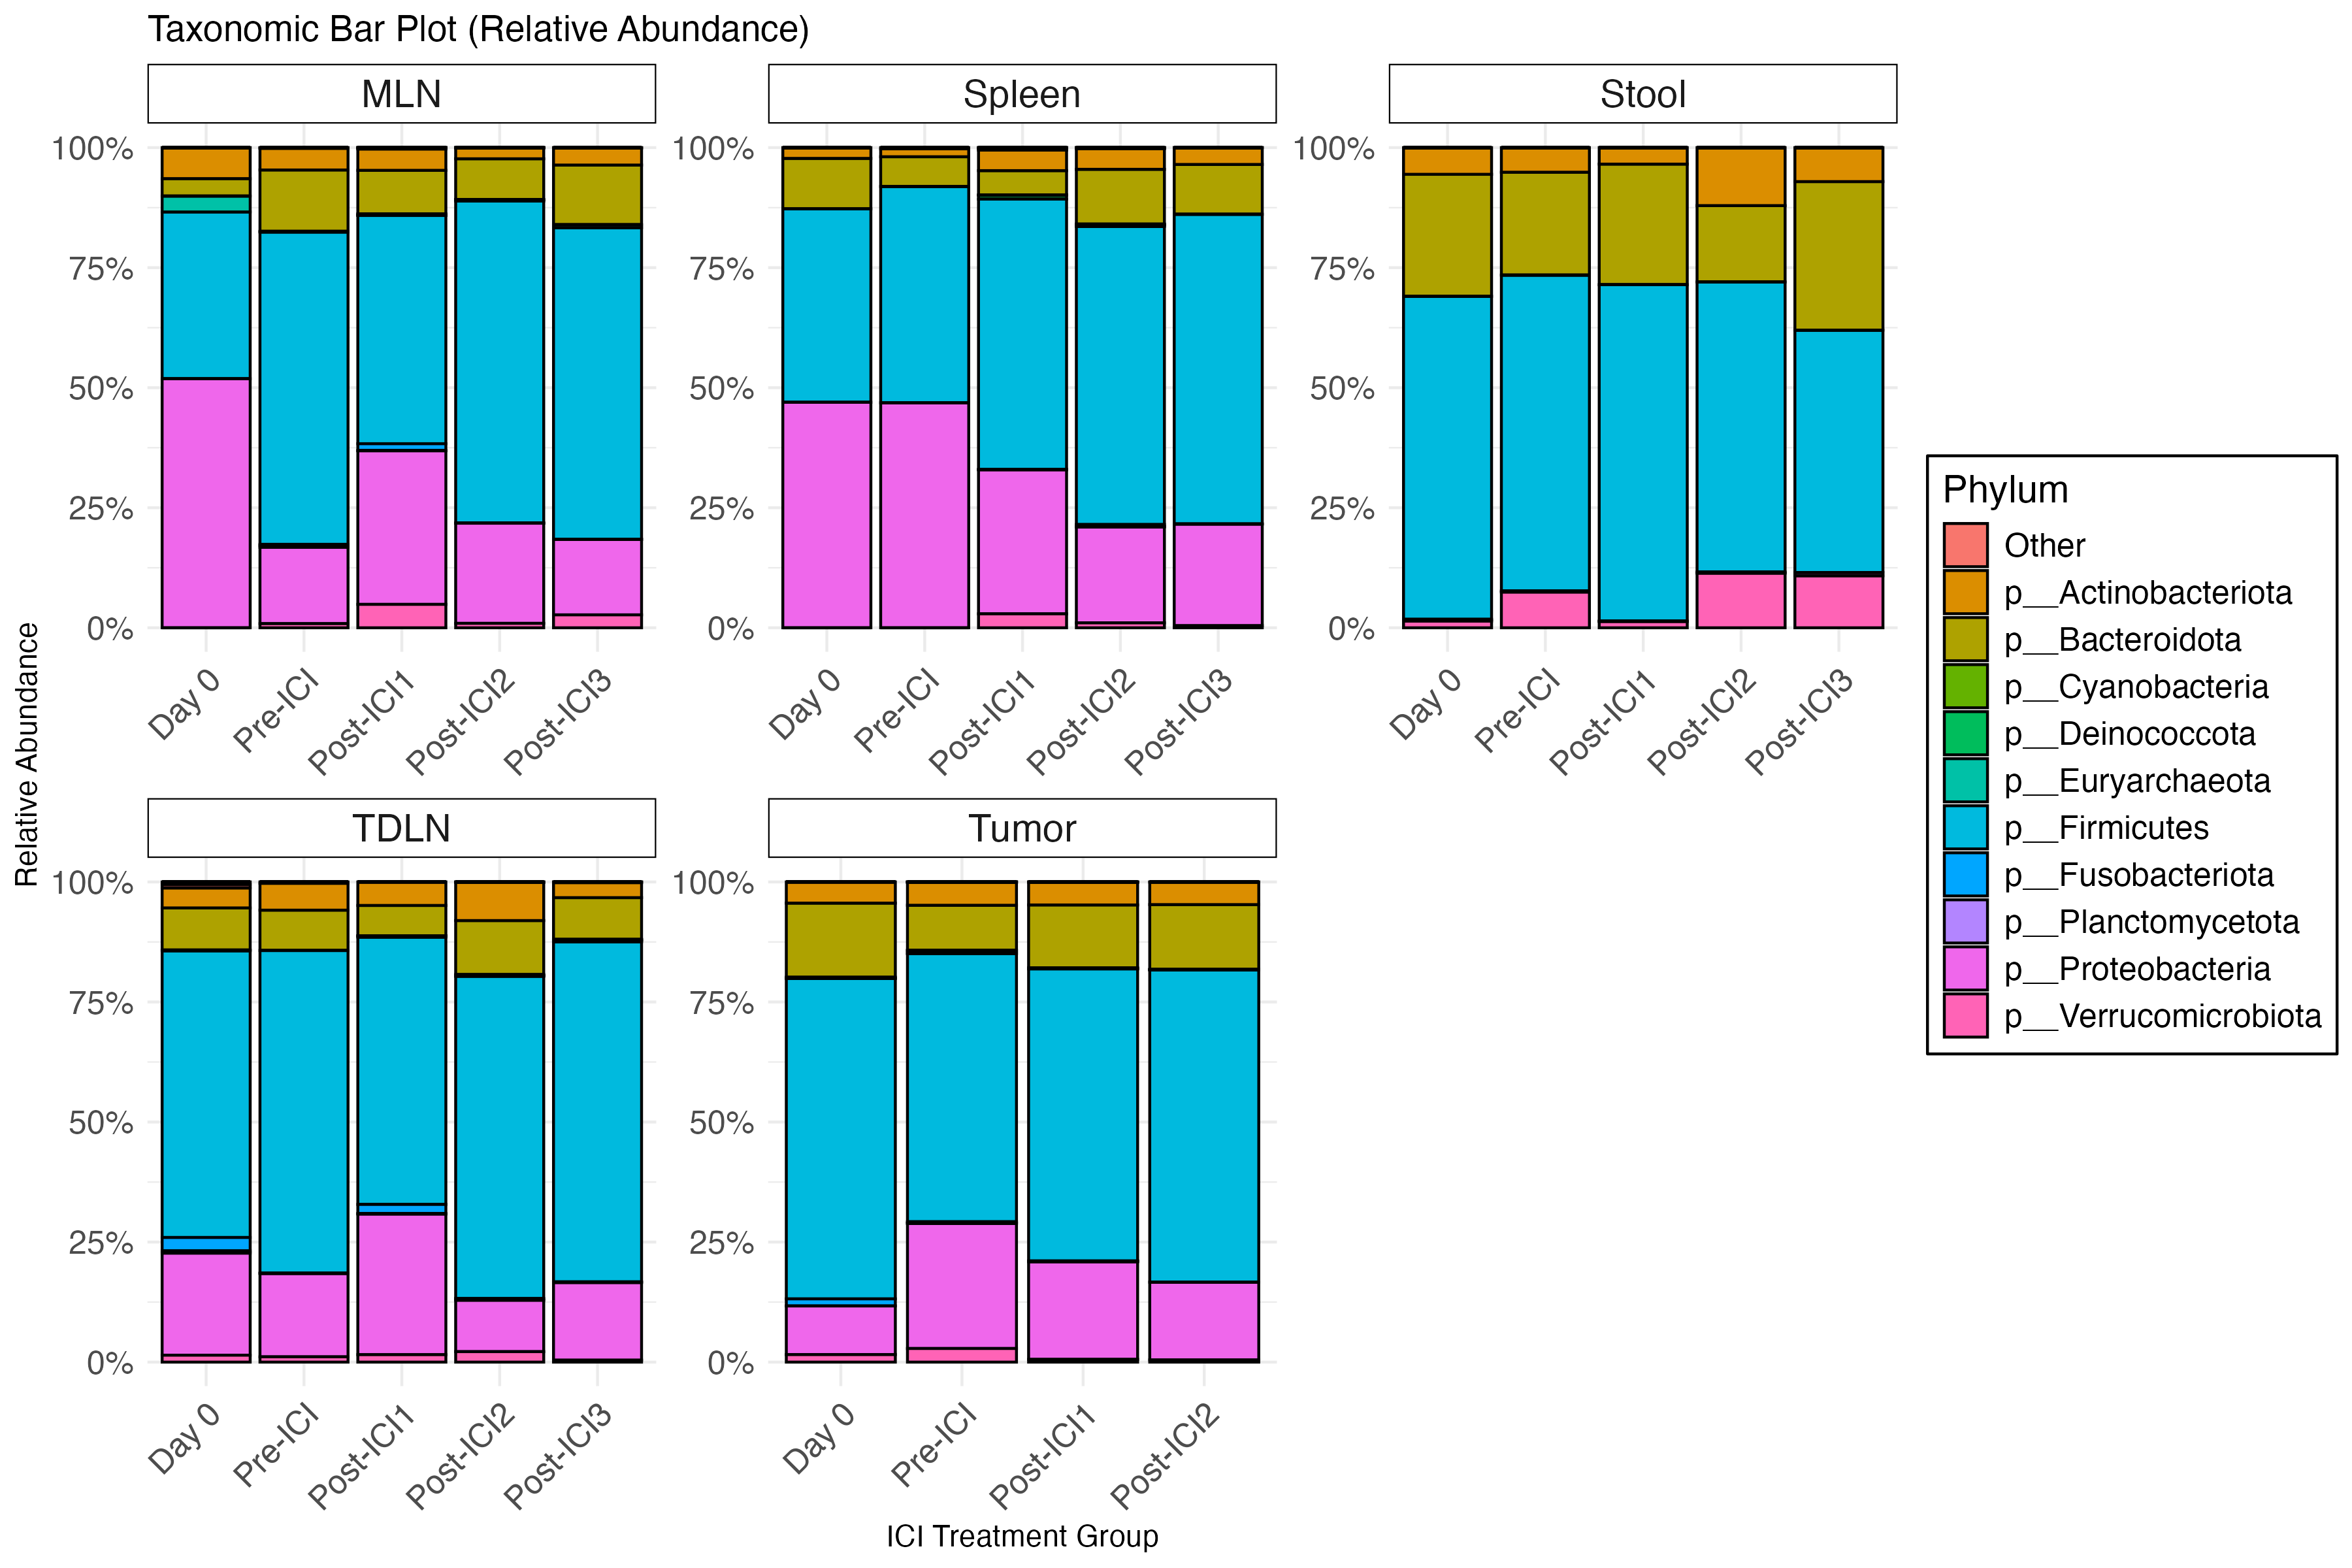 Taxonomic Bar Plot (Relative Abundance)
MLN
100%
75%
50%
25%
0%
Day 0
Pre-ICI
Post-ICI1
Post-ICI2
Post-ICI3
Spleen
100%
75%
50%
25%
0%
Day 0
Pre-ICI
Post-ICI1
Post-ICI2
Post-ICI3
Stool
100%
75%
50%
25%
0%
Day 0
Pre-ICI
Post-ICI1
Post-ICI2
Post-ICI3
TDLN
100%
75%
50%
25%
0%
Day 0
Pre-ICI
Post-ICI1
Post-ICI2
Post-ICI3
Tumor
100%
75%
50%
25%
0%
Day 0
Pre-ICI
Post-ICI1
Post-ICI2
Relative Abundance
ICI Treatment Group
Phylum
Other
p__Actinobacteriota
p__Bacteroidota
p__Cyanobacteria
p__Deinococcota
p__Euryarchaeota
p__Firmicutes
p__Fusobacteriota
p__Planctomycetota
p__Proteobacteria
p__Verrucomicrobiota